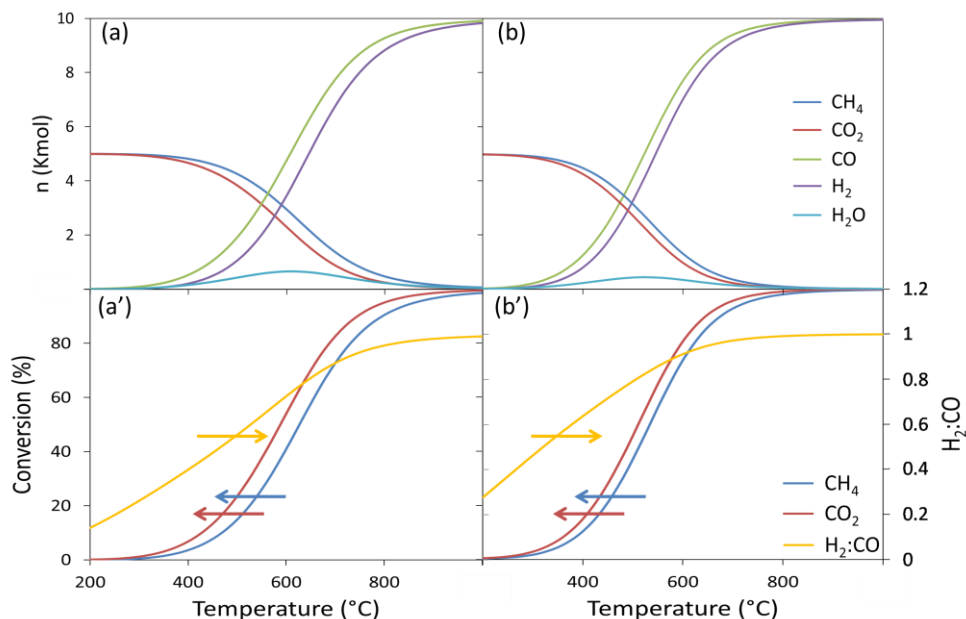 (a)
(b)
10
8
6
4
2
n (Kmol)
CH₄
CO₂
CO
H₂
H₂O
(a’)
(b’)
80
60
40
20
0
Conversion (%)
1.2
1
0.8
0.6
0.4
0.2
0
H₂:CO
CH₄
CO₂
H₂:CO
200
400
600
800
400
600
800
Temperature (°C)
Temperature (°C)